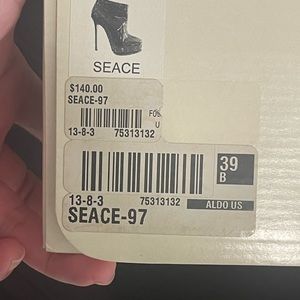 SEACE
$140.00
SEACE-97
13-8-3 75313132
39
B
13-8-3 75313132
ALDO US
SEACE-97